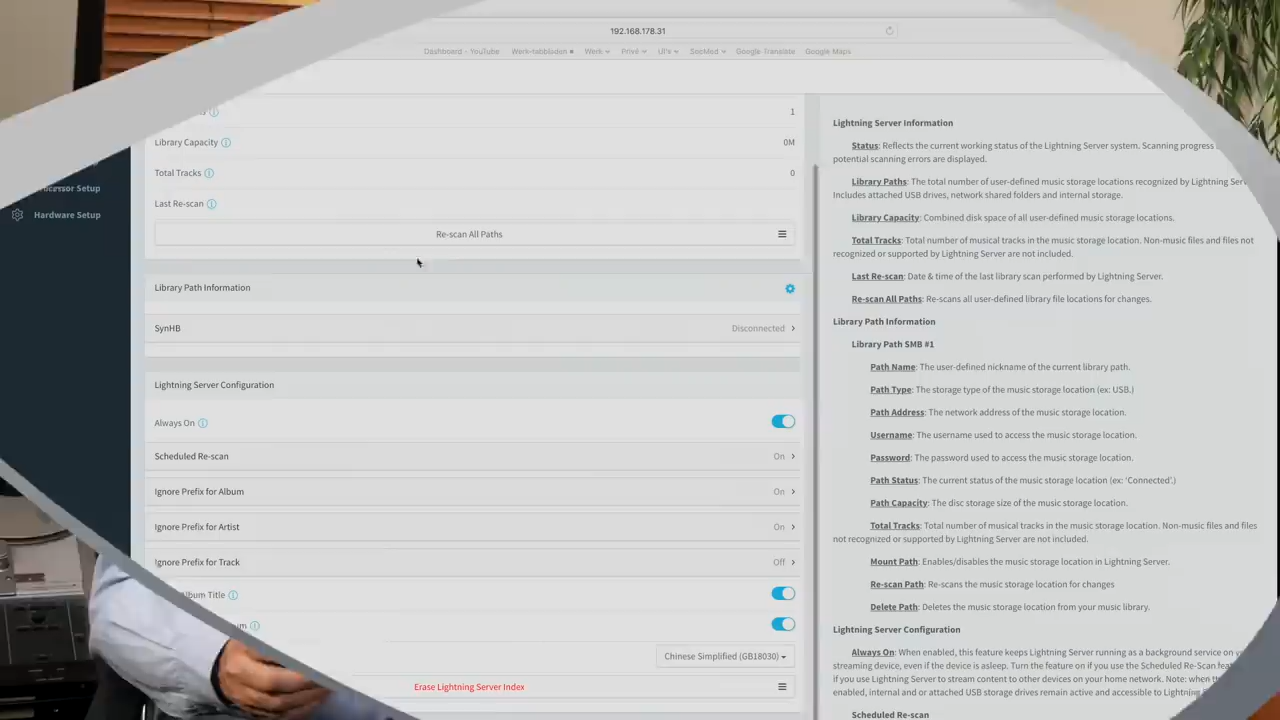 192.168.178.31
Dashboard - YouTube Werk-tabbladen Werk Privé UI's SocMod Google Translate Google Maps
1
Library Capacity 0M
Total Tracks 0
Last Re-scan
Re-scan All Paths
Library Path Information
SynHB Disconnected
Lightning Server Configuration
Always On
Scheduled Re-scan On
Ignore Prefix for Album On
Ignore Prefix for Artist On
Ignore Prefix for Track Off
Album Title
Chinese Simplified (GB18030)
Erase Lightning Server Index
Setup
Hardware Setup
Lightning Server Information
Status: Reflects the current working status of the Lightning Server system. Scanning progress
potential scanning errors are displayed.
Library Paths: The total number of user-defined music storage locations recognized by Lightning
Includes attached USB drives, network shared folders and internal storage.
Library Capacity: Combined disk space of all user-defined music storage locations.
Total Tracks: Total number of musical tracks in the music storage location. Non-music files and files not
recognized or supported by Lightning Server are not included.
Last Re-scan: Date & time of the last library scan performed by Lightning Server.
Re-scan All Paths: Re-scans all user-defined library file locations for changes.
Library Path Information
Library Path SMB #1
Path Name: The user-defined nickname of the current library path.
Path Type: The storage type of the music storage location (ex: USB.)
Path Address: The network address of the music storage location.
Username: The username used to access the music storage location.
Password: The password used to access the music storage location.
Path Status: The current status of the music storage location (ex: 'Connected'.)
Path Capacity: The disc storage size of the music storage location.
Total Tracks: Total number of musical tracks in the music storage location. Non-music files and files
not recognized or supported by Lightning Server are not included.
Mount Path: Enables/disables the music storage location in Lightning Server.
Re-scan Path: Re-scans the music storage location for changes
Delete Path: Deletes the music storage location from your music library.
Lightning Server Configuration
Always On: When enabled, this feature keeps Lightning Server running as a background service on
streaming device, even if the device is asleep. Turn the feature on if you use the Scheduled Re-Scan
if you use Lightning Server to stream content to other devices on your home network. Note: when
enabled, internal and or attached USB storage drives remain active and accessible to Lightning
Scheduled Re-scan